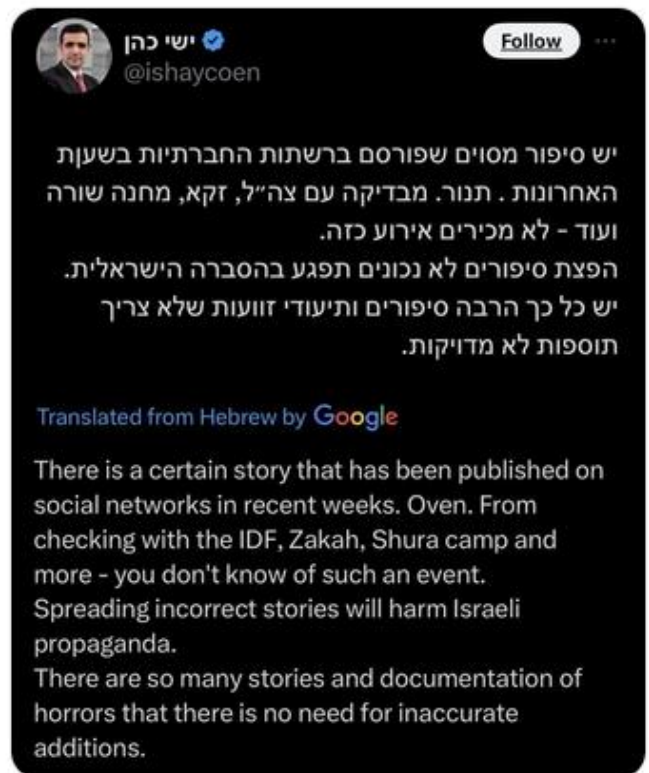 ישי כהן
Follow
@ishaycoen
יש סיפור מסוים שפורסם ברשתות החברתיות בשעות
האחרונות . תנור. מבדיקה עם צה״ל, זקא, מחנה שורה
ועוד - לא מכירים אירוע כזה.
הפצת סיפורים לא נכונים תפגע בהסברה הישראלית.
יש כל כך הרבה סיפורים ותיעודי זוועות שלא צריך
תוספות לא מדויקות.
Translated from Hebrew by Google
There is a certain story that has been published on
social networks in recent weeks. Oven. From
checking with the IDF, Zakah, Shura camp and
more - you don't know of such an event.
Spreading incorrect stories will harm Israeli
propaganda.
There are so many stories and documentation of
horrors that there is no need for inaccurate
additions.